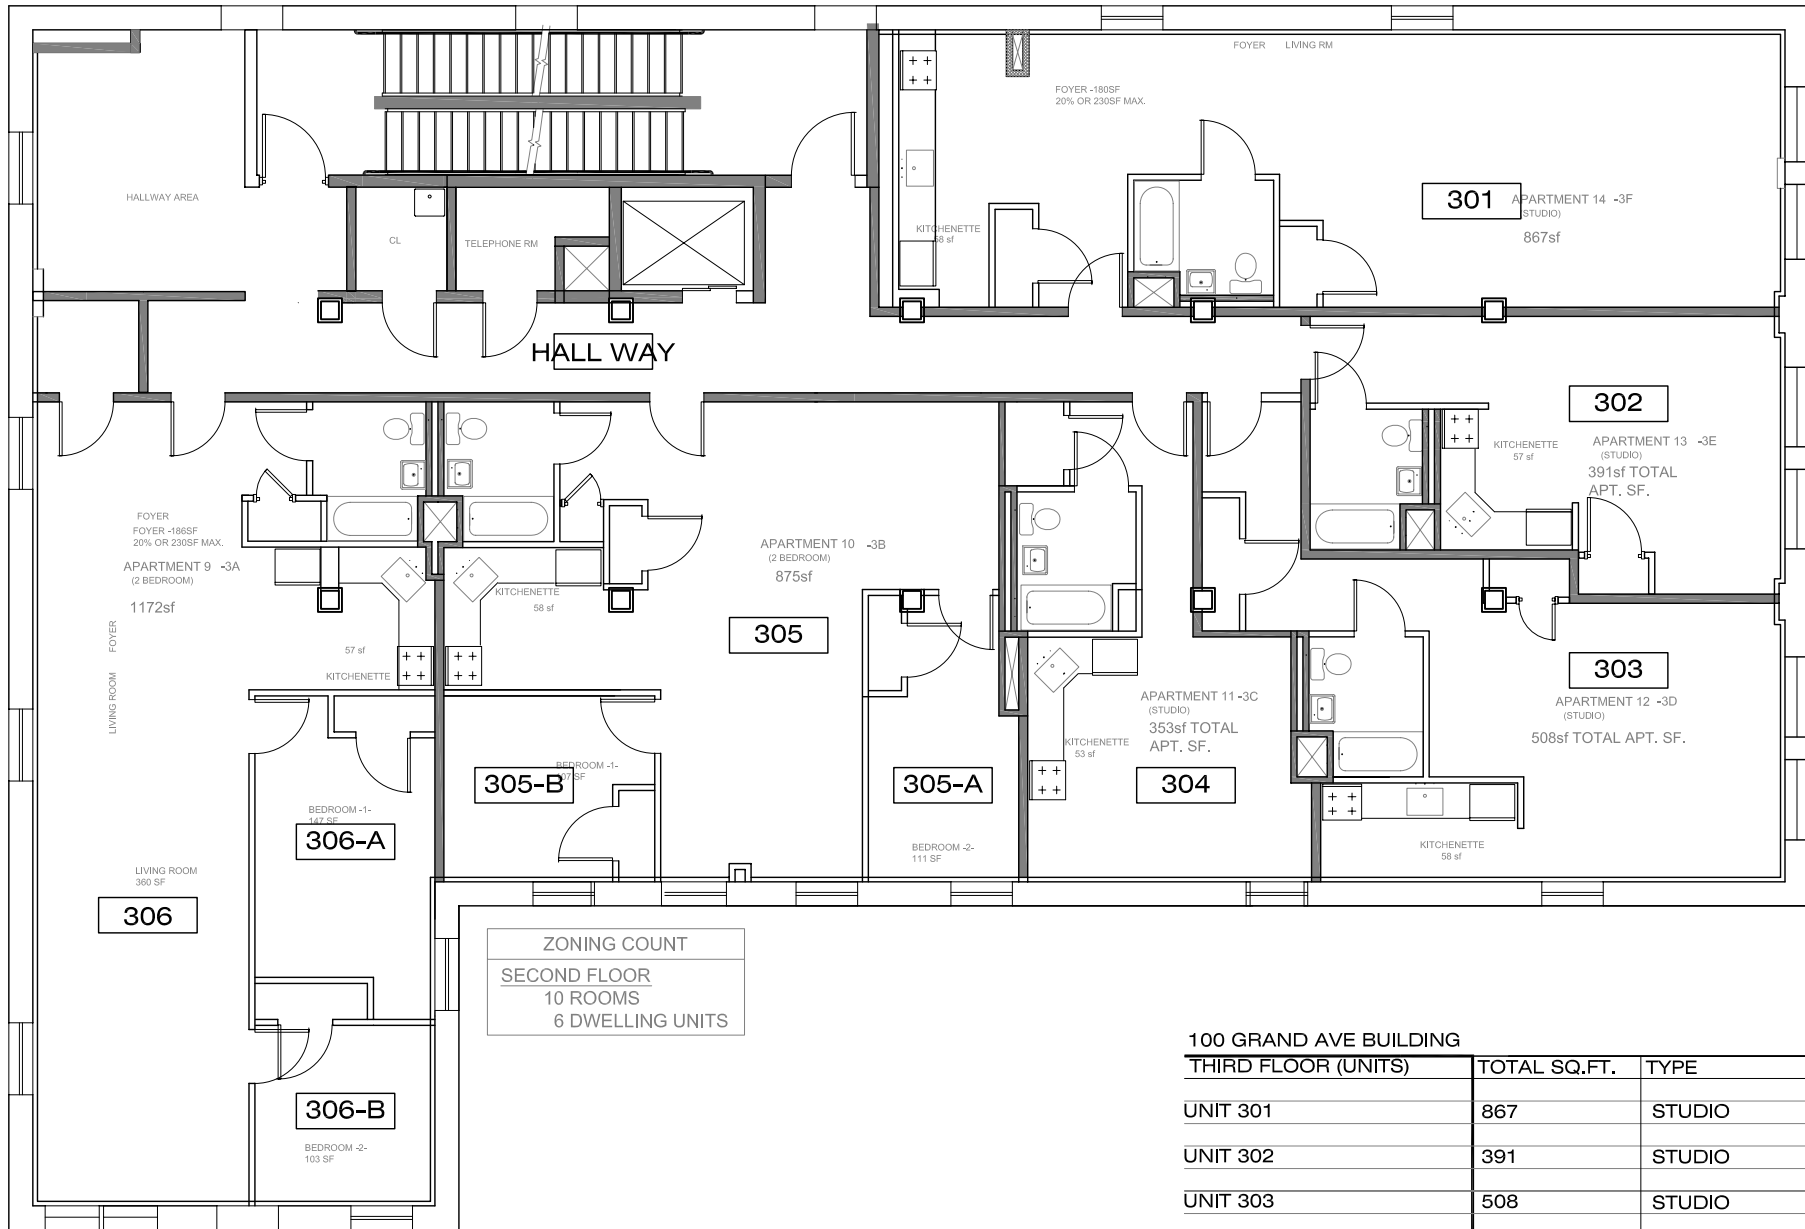 FOYER LIVING RM
FOYER -180SF
20% OR 230SF MAX.
HALLWAY AREA
CL
TELEPHONE RM
KITCHENETTE
58 sf
301
APARTMENT 14 -3F
(STUDIO)
867sf
HALL WAY
302
APARTMENT 13 -3E
(STUDIO)
391sf TOTAL
APT. SF.
KITCHENETTE
57 sf
FOYER
FOYER -186SF
20% OR 230SF MAX.
APARTMENT 9 -3A
(2 BEDROOM)
1172sf
FOYER
LIVING ROOM
57 sf
KITCHENETTE
KITCHENETTE
58 sf
APARTMENT 10 -3B
(2 BEDROOM)
875sf
305
303
APARTMENT 12 -3D
(STUDIO)
508sf TOTAL APT. SF.
APARTMENT 11 -3C
(STUDIO)
353sf TOTAL
APT. SF.
KITCHENETTE
53 sf
304
BEDROOM -1-
107 SF
305-B
305-A
BEDROOM -2-
111 SF
BEDROOM -1-
147 SF
306-A
KITCHENETTE
58 sf
LIVING ROOM
360 SF
306
306-B
BEDROOM -2-
103 SF
ZONING COUNT
SECOND FLOOR
10 ROOMS
6 DWELLING UNITS
100 GRAND AVE BUILDING
THIRD FLOOR (UNITS) TOTAL SQ.FT. TYPE
UNIT 301 867 STUDIO
UNIT 302 391 STUDIO
UNIT 303 508 STUDIO